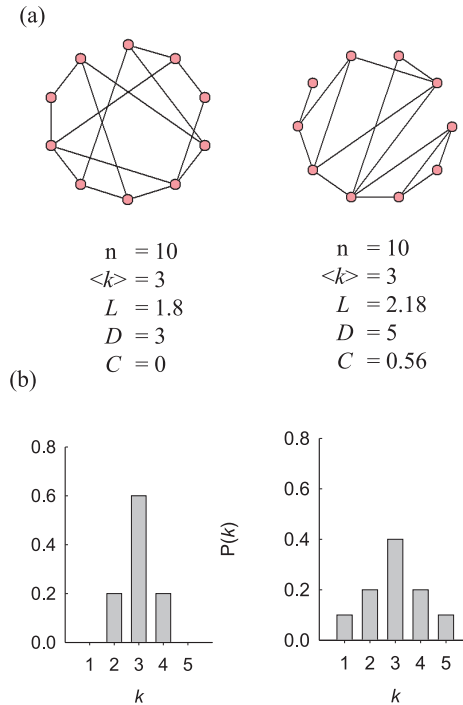 (a)
n = 10
<k> = 3
L = 1.8
D = 3
C = 0
n = 10
<k> = 3
L = 2.18
D = 5
C = 0.56
(b)
0.8
0.6
0.4
0.2
0.0
1 2 3 4 5
k
P(k)
0.8
0.6
0.4
0.2
0.0
1 2 3 4 5
k